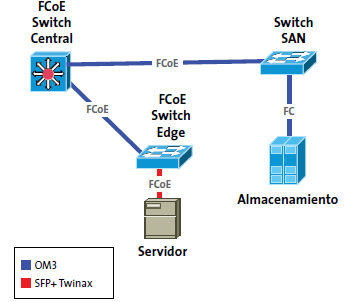 FCoE
Switch
Central
Switch
SAN
FCoE
FCoE
FCoE
Switch
Edge
FC
FCoE
Almacenamiento
Servidor
OM3
SFP+ Twinax